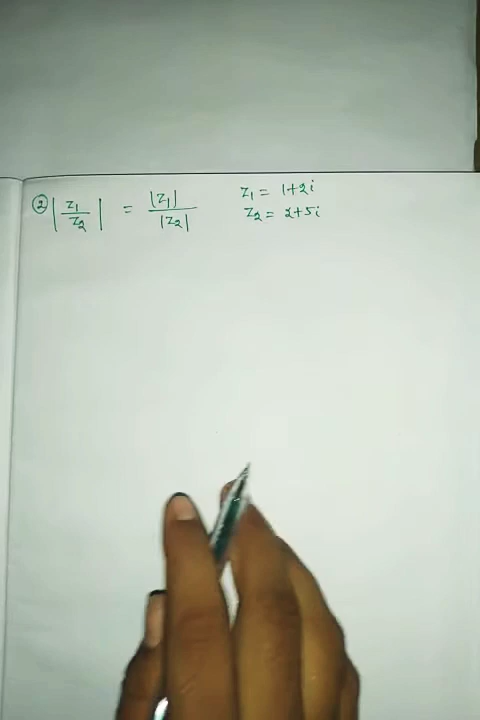 ② |z₁/z₂| = |z₁|/|z₂| z₁ = 1+2i
z₂ = 2+5i